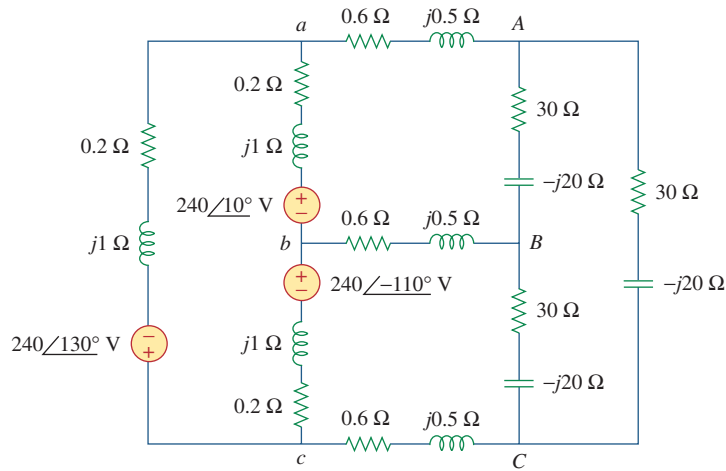 0.6 Ω
j0.5 Ω
a
A
0.2 Ω
30 Ω
0.2 Ω
j1 Ω
–j20 Ω
30 Ω
+
–
240∠10° V
0.6 Ω
j0.5 Ω
j1 Ω
b
B
+
–
240∠–110° V
–j20 Ω
30 Ω
240∠130° V
–
+
j1 Ω
–j20 Ω
0.2 Ω
0.6 Ω
j0.5 Ω
c
C